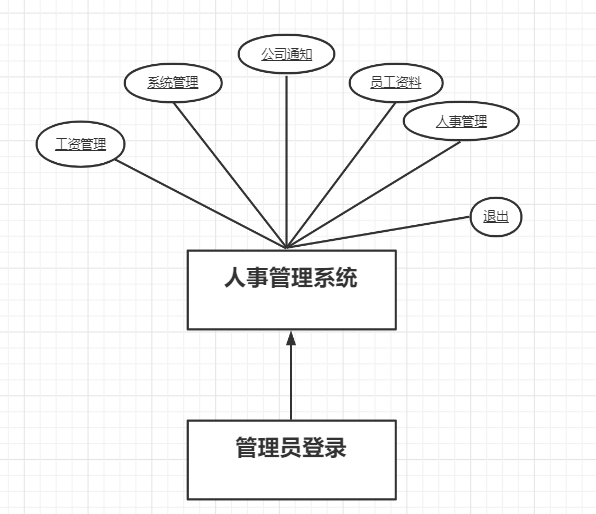 公司通知
系统管理
员工资料
人事管理
工资管理
退出
人事管理系统
管理员登录